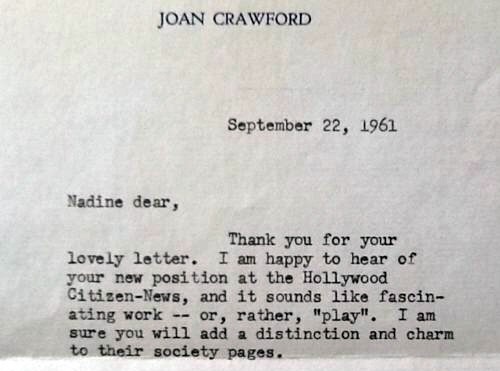 JOAN CRAWFORD
September 22, 1961
Nadine dear,
Thank you for your
lovely letter.  I am happy to hear of
your new position at the Hollywood
Citizen-News, and it sounds like fascin-
ating work -- or, rather, "play".  I am
sure you will add a distinction and charm
to their society pages.